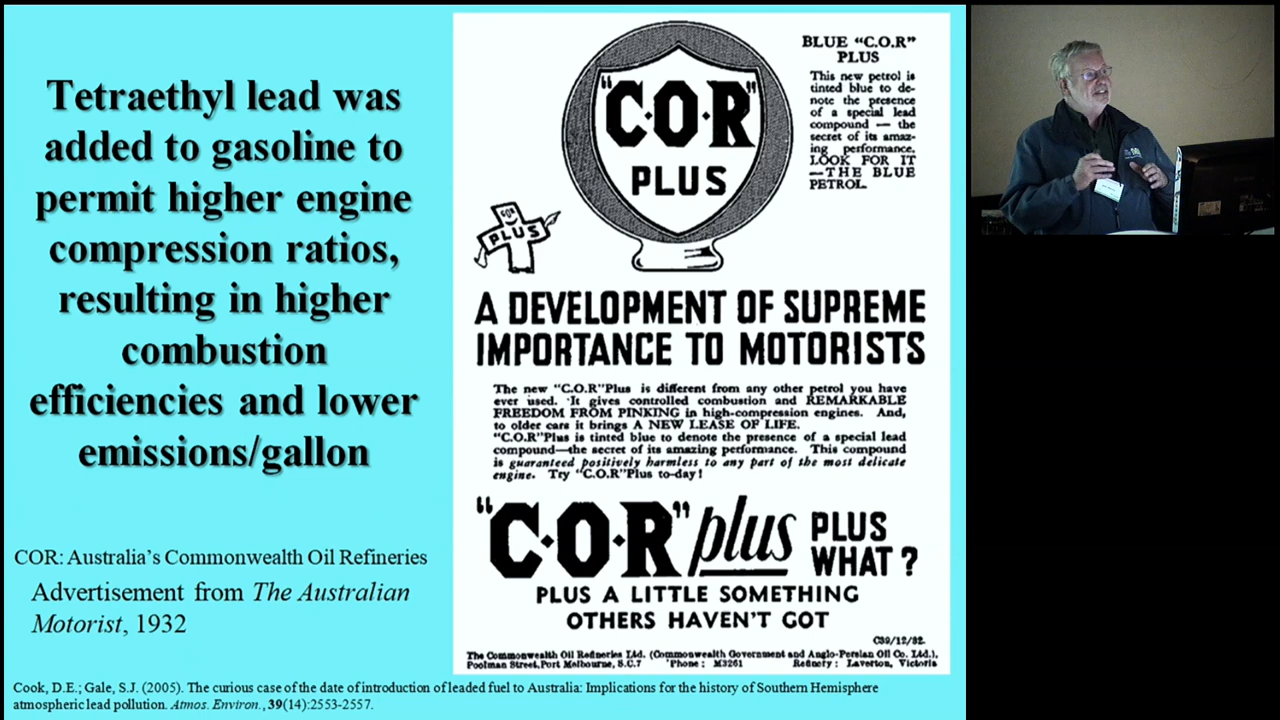 Tetraethyl lead was
added to gasoline to
permit higher engine
compression ratios,
resulting in higher
combustion
efficiencies and lower
emissions/gallon
COR: Australia's Commonwealth Oil Refineries
Advertisement from The Australian
Motorist, 1932
"C·O·R"
PLUS
COR
PLUS
BLUE "C.O.R"
PLUS
This new petrol is
tinted blue to de-
note the presence
of a special lead
compound — the
secret of its amaz-
ing performance.
LOOK FOR IT
—THE BLUE
PETROL.
A DEVELOPMENT OF SUPREME
IMPORTANCE TO MOTORISTS
The new "C.O.R"Plus is different from any other petrol you have
ever used. It gives controlled combustion and REMARKABLE
FREEDOM FROM PINKING in high-compression engines. And,
to older cars it brings A NEW LEASE OF LIFE.
"C.O.R"Plus is tinted blue to denote the presence of a special lead
compound—the secret of its amazing performance. This compound
is guaranteed positively harmless to any part of the most delicate
engine. Try "C.O.R"Plus to-day!
"C·O·R" plus PLUS
WHAT?
PLUS A LITTLE SOMETHING
OTHERS HAVEN'T GOT
C39/12/32.
The Commonwealth Oil Refineries Ltd. (Commonwealth Government and Anglo-Persian Oil Co. Ltd.),
Poolman Street, Port Melbourne, S.C.7 'Phone: M3261 Refinery: Laverton, Victoria
Cook, D.E.; Gale, S.J. (2005). The curious case of the date of introduction of leaded fuel to Australia: Implications for the history of Southern Hemisphere
atmospheric lead pollution. Atmos. Environ., 39(14):2553-2557.